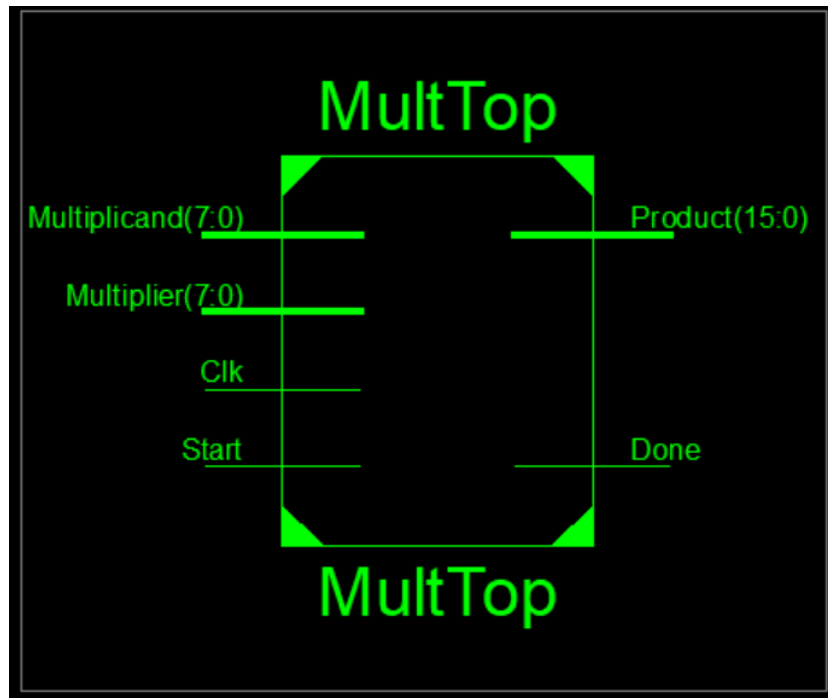 MultTop
Multiplicand(7:0)
Product(15:0)
Multiplier(7:0)
Clk
Start
Done
MultTop